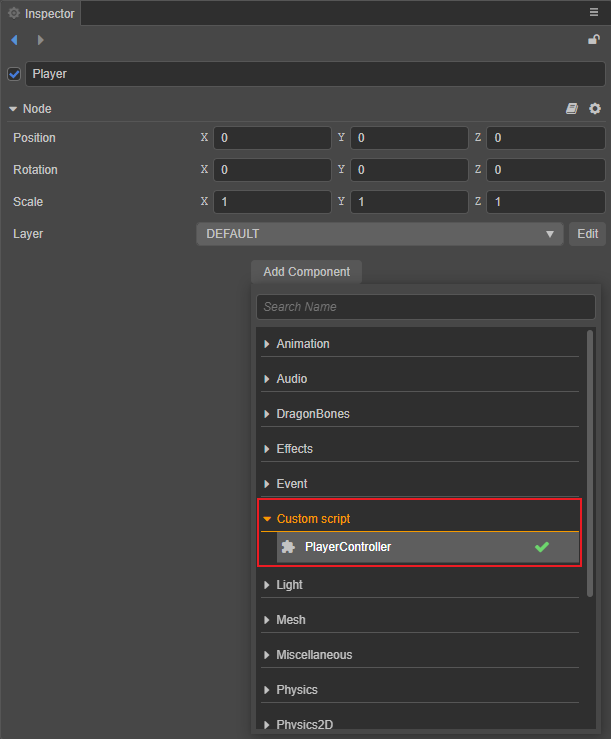 Inspector
Player
Node
Position X 0 Y 0 Z 0
Rotation X 0 Y 0 Z 0
Scale X 1 Y 1 Z 1
Layer DEFAULT Edit
Add Component
Search Name
Animation
Audio
DragonBones
Effects
Event
Custom script
PlayerController
Light
Mesh
Miscellaneous
Physics
Physics2D